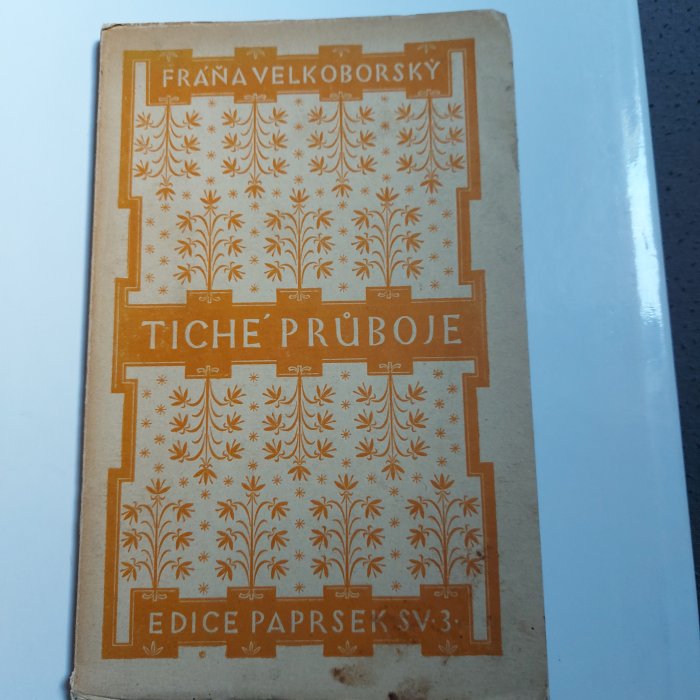 FRÁŇA VELKOBORSKÝ
TICHÉ PRŮBOJE
EDICE PAPRSEK SV·3·